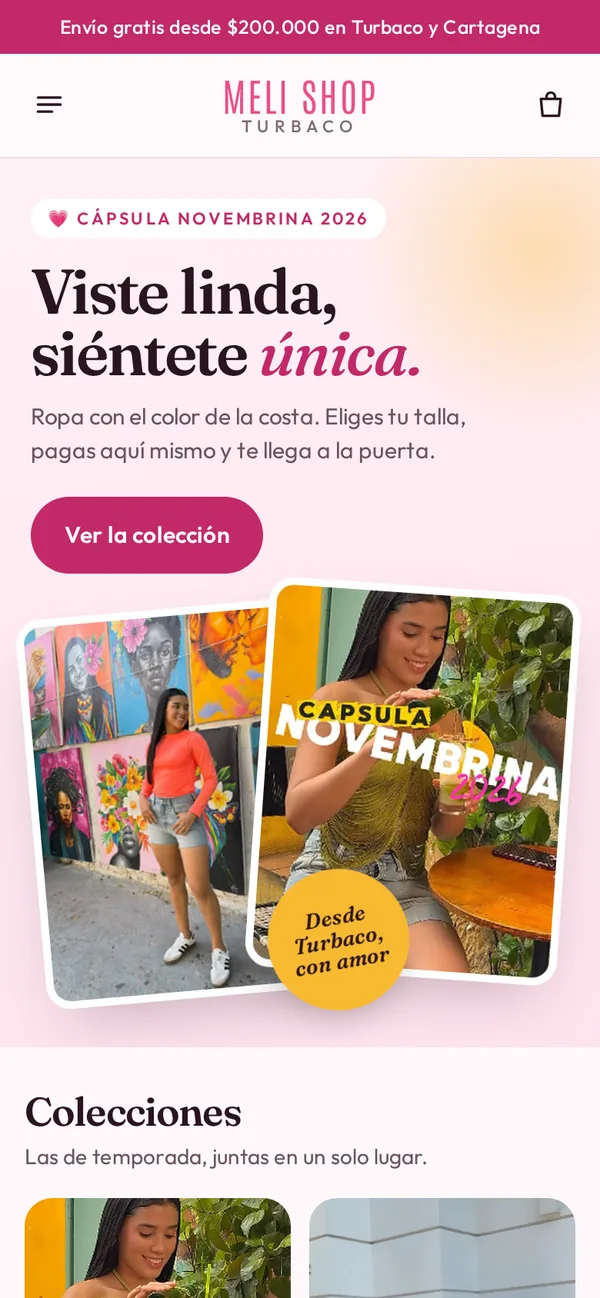 Envío gratis desde $200.000 en Turbaco y Cartagena
MELI SHOP
TURBACO
CÁPSULA NOVEMBRINA 2026
Viste linda,
siéntete única.
Ropa con el color de la costa. Eliges tu talla,
pagas aquí mismo y te llega a la puerta.
Ver la colección
CAPSULA
NOVEMBRINA
2026
Desde
Turbaco,
con amor
Colecciones
Las de temporada, juntas en un solo lugar.